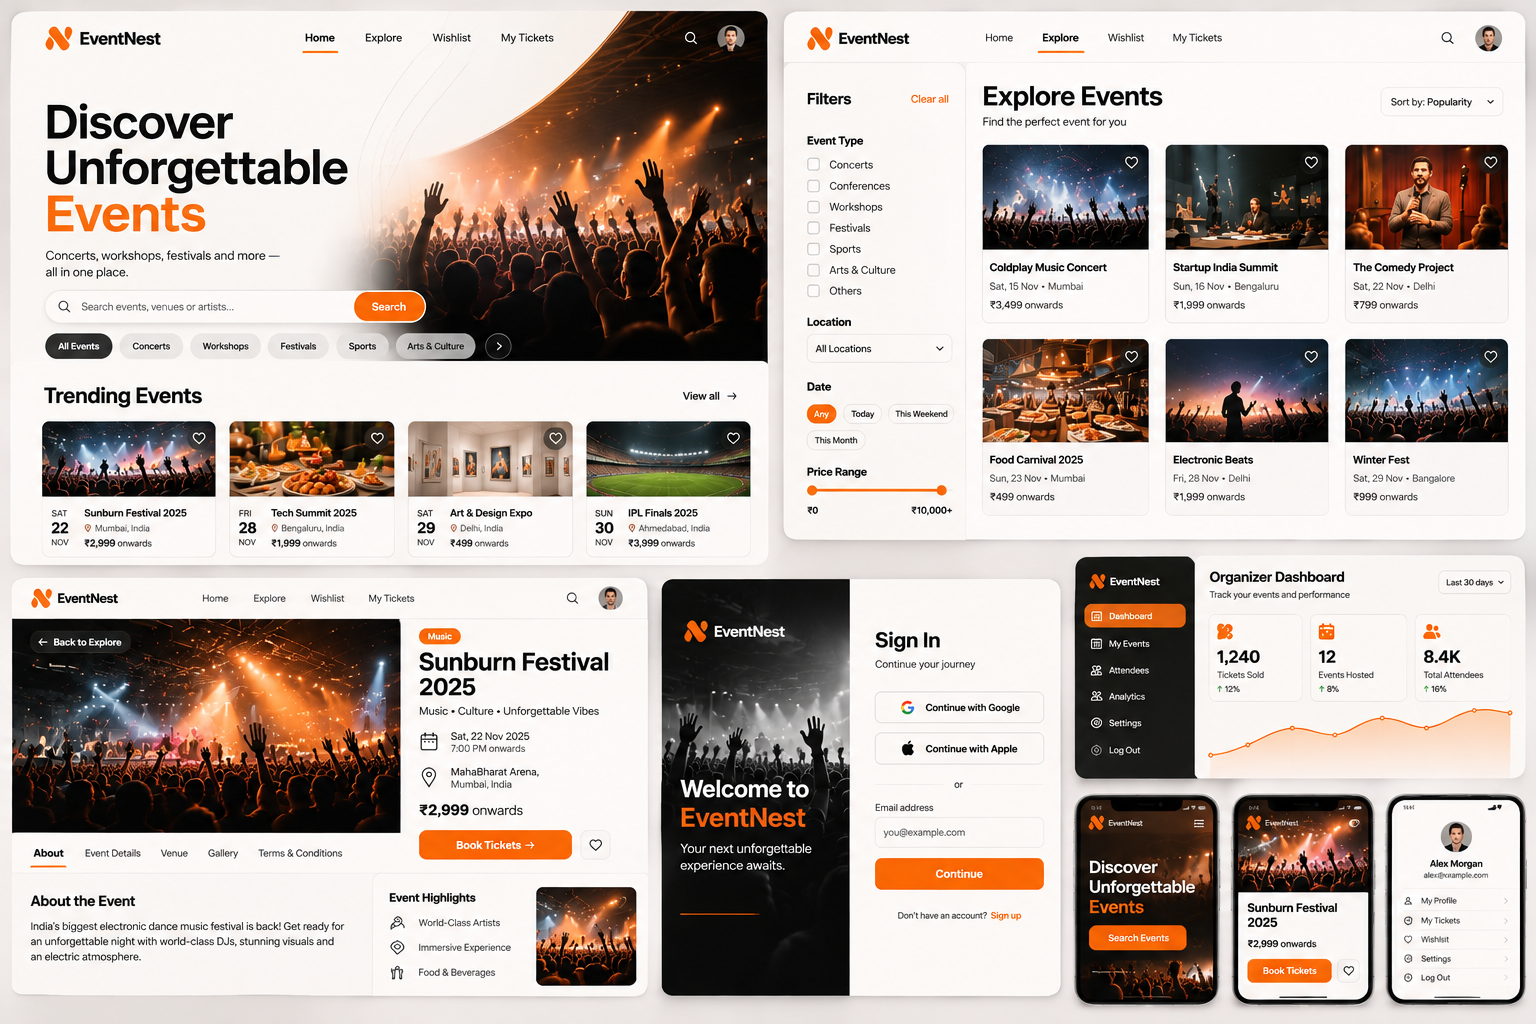 EventNest
Home
Explore
Wishlist
My Tickets
Discover
Unforgettable
Events
Concerts, workshops, festivals and more —
all in one place.
Search events, venues or artists...
Search
All Events
Concerts
Workshops
Festivals
Sports
Arts & Culture
Trending Events
View all →
SAT
22
NOV
Sunburn Festival 2025
Mumbai, India
₹2,999 onwards
FRI
28
NOV
Tech Summit 2025
Bengaluru, India
₹1,999 onwards
SAT
29
NOV
Art & Design Expo
Delhi, India
₹499 onwards
SUN
30
NOV
IPL Finals 2025
Ahmedabad, India
₹3,999 onwards
EventNest
Home
Explore
Wishlist
My Tickets
Filters
Clear all
Event Type
Concerts
Conferences
Workshops
Festivals
Sports
Arts & Culture
Others
Location
All Locations
Date
Any
Today
This Weekend
This Month
Price Range
₹0
₹10,000+
Explore Events
Find the perfect event for you
Sort by: Popularity
Coldplay Music Concert
Sat, 15 Nov • Mumbai
₹3,499 onwards
Startup India Summit
Sun, 16 Nov • Bengaluru
₹1,999 onwards
The Comedy Project
Sat, 22 Nov • Delhi
₹799 onwards
Food Carnival 2025
Sun, 23 Nov • Mumbai
₹499 onwards
Electronic Beats
Fri, 28 Nov • Delhi
₹1,999 onwards
Winter Fest
Sat, 29 Nov • Bangalore
₹999 onwards
EventNest
Home
Explore
Wishlist
My Tickets
← Back to Explore
Music
Sunburn Festival
2025
Music • Culture • Unforgettable Vibes
Sat, 22 Nov 2025
7:00 PM onwards
MahaBharat Arena,
Mumbai, India
₹2,999 onwards
Book Tickets →
About
Event Details
Venue
Gallery
Terms & Conditions
About the Event
India's biggest electronic dance music festival is back! Get ready for
an unforgettable night with world-class DJs, stunning visuals and
an electric atmosphere.
Event Highlights
World-Class Artists
Immersive Experience
Food & Beverages
EventNest
Welcome to
EventNest
Your next unforgettable
experience awaits.
Sign In
Continue your journey
Continue with Google
Continue with Apple
or
Email address
you@example.com
Continue
Don't have an account? Sign up
EventNest
Dashboard
My Events
Attendees
Analytics
Settings
Log Out
Organizer Dashboard
Track your events and performance
Last 30 days
1,240
Tickets Sold
↑ 12%
12
Events Hosted
↑ 8%
8.4K
Total Attendees
↑ 16%
EventNest
Discover
Unforgettable
Events
Search Events
EventNest
Sunburn Festival
2025
₹2,999 onwards
Book Tickets
Alex Morgan
My Profile
My Tickets
Wishlist
Settings
Log Out